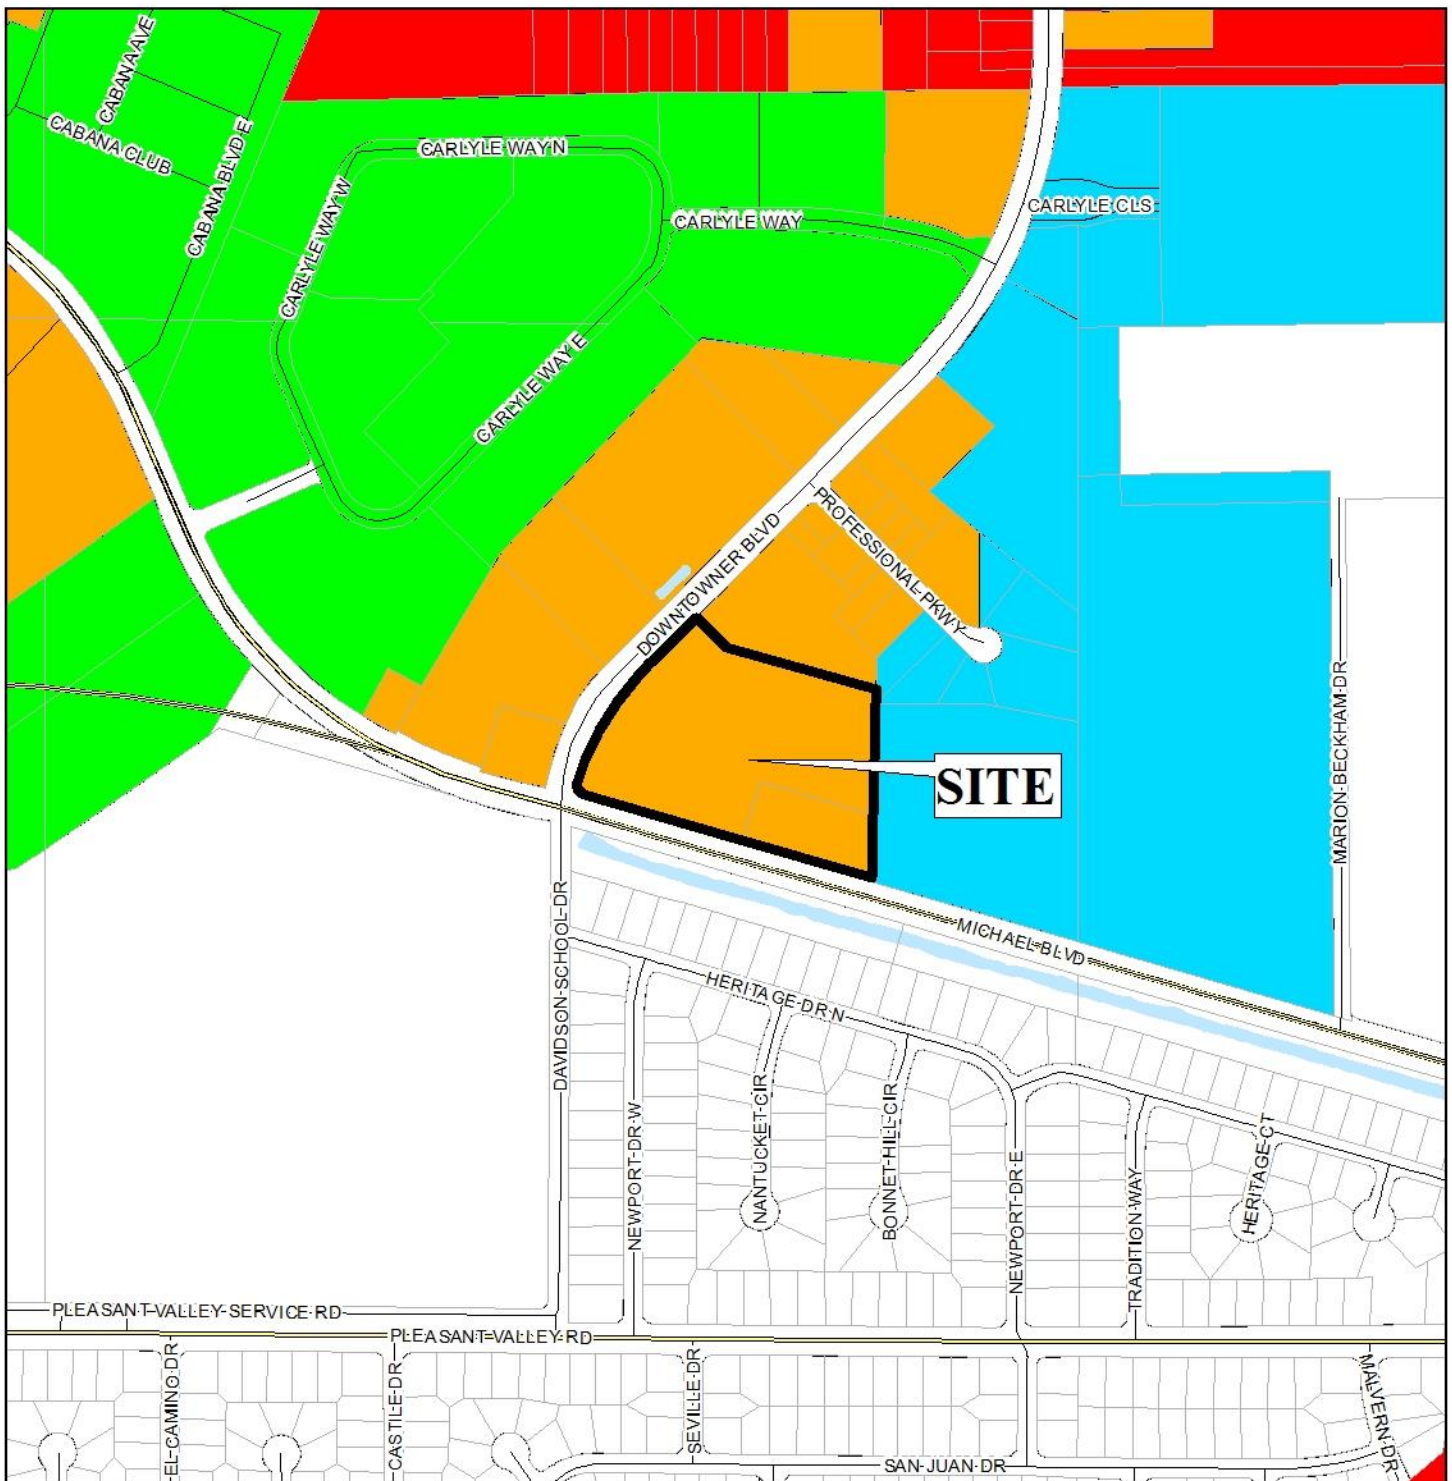 CABANA AVE
CABANA CLUB
CABANA BLVD E
CARLYLE WAY N
CARLYLE WAY W
CARLYLE WAY
CARLYLE CLS
CARLYLE WAY E
PROFESSIONAL PKWY
DOWNTOWNER BLVD
SITE
MARION BECKHAM DR
MICHAEL BLVD
DAVIDSON SCHOOL DR
HERITAGE DR N
NEWPORT DR W
NANTUCKET CIR
BONNET HILL CIR
NEWPORT DR E
TRADITION WAY
HERITAGE CT
PLEASANT VALLEY SERVICE RD
PLEASANT VALLEY RD
EL CAMINO DR
CASTILE DR
SEVILLE DR
MALVERN DR
SAN JUAN DR